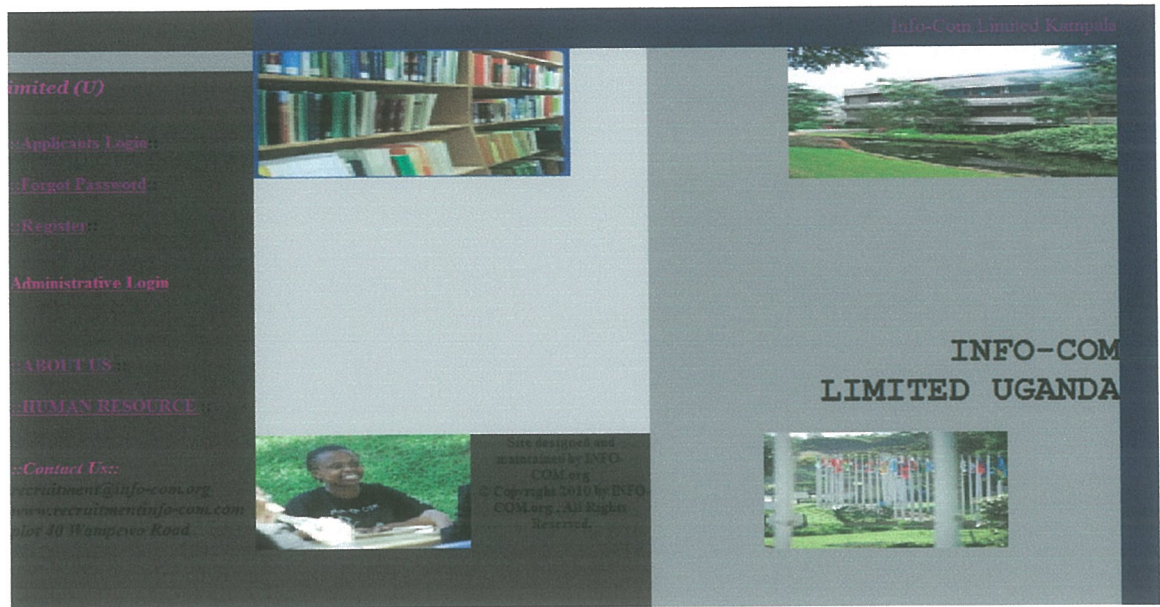 Info-Com Limited Kampala
imited (U)
::Applicants Login::
::Forgot Password::
::Register::
Administrative Login
::ABOUT US::
::HUMAN RESOURCE::
::Contact Us::
recruitment@info-com.org
www.recruitmentinfo-com.com
plot 40 Wampewo Road
INFO-COM
LIMITED UGANDA
Site designed and
maintained by INFO-
COM.org
© Copyright 2010 by INFO-
COM.org , All Rights
Reserved.